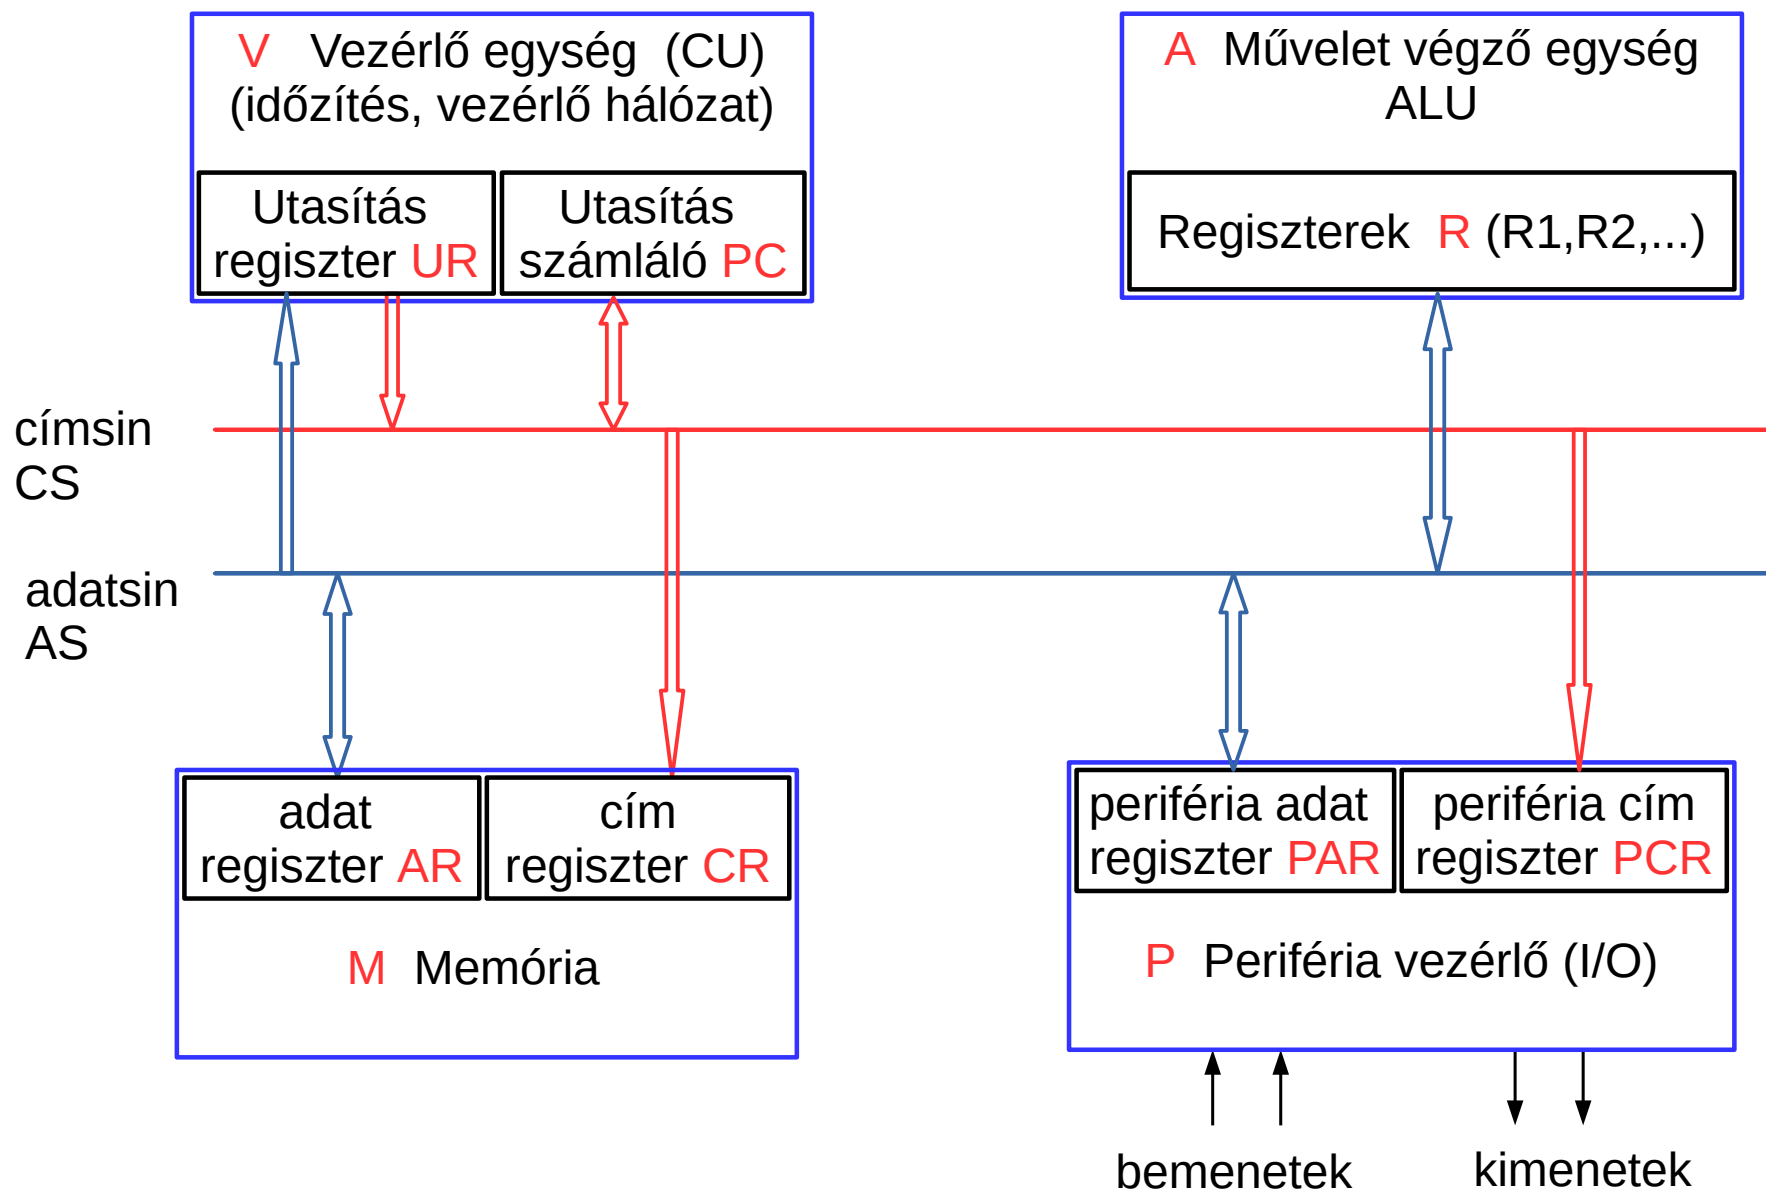 V Vezérlő egység (CU)
(időzítés, vezérlő hálózat)
Utasítás
regiszter UR
Utasítás
számláló PC
A Művelet végző egység
ALU
Regiszterek R (R1,R2,...)
címsin
CS
adatsin
AS
adat
regiszter AR
cím
regiszter CR
M Memória
periféria adat
regiszter PAR
periféria cím
regiszter PCR
P Periféria vezérlő (I/O)
bemenetek
kimenetek